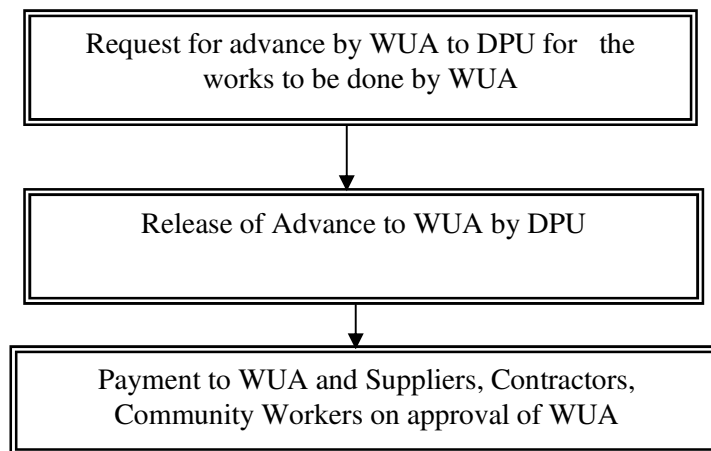 Request for advance by WUA to DPU for the
works to be done by WUA
Release of Advance to WUA by DPU
Payment to WUA and Suppliers, Contractors,
Community Workers on approval of WUA